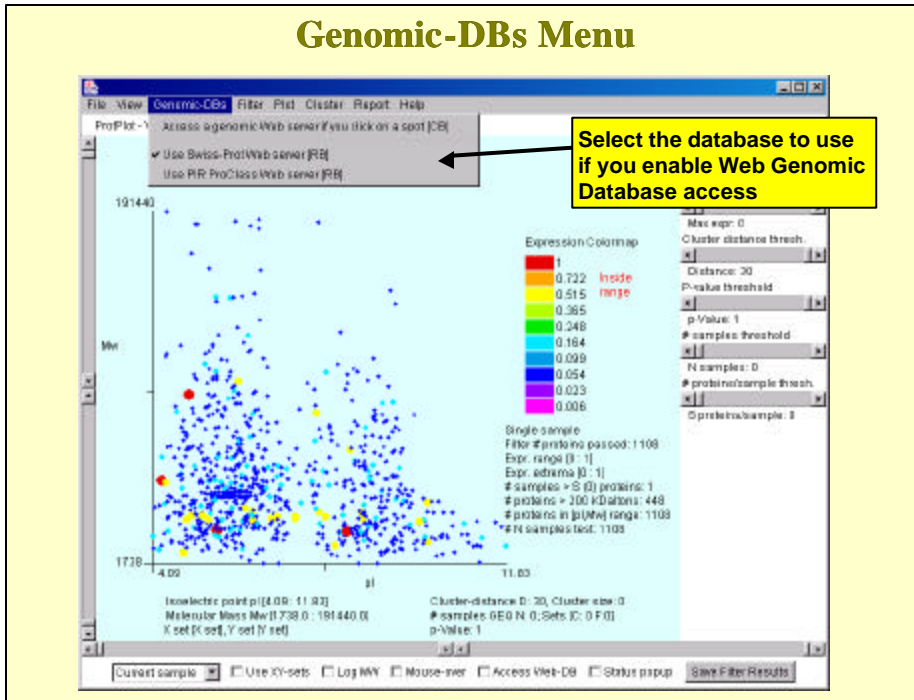 Genomic-DBs Menu
File View Genomic-DBs Filter Plot Cluster Report Help
ProtPlot -
Access a genomic Web server if you click on a spot [CB]
✔ Use Swiss-Prot Web server [RB]
Use PIR ProClass Web server [RB]
Select the database to use
if you enable Web Genomic
Database access
191440
Mw
1738
4.09
11.83
pI
Expression Colormap
1
0.722
0.515
0.365
0.248
0.164
0.099
0.054
0.023
0.006
Inside
range
Single sample
Filter # proteins passed: 1108
Expr. range [0 : 1]
Expr. extrema [0 : 1]
# samples > S (0) proteins: 1
# proteins > 200 KDaltons: 448
# proteins in [pI,Mw] range: 1108
# N samples test: 1108
Max expr: 0
Cluster distance thresh.
Distance: 30
P-value threshold
p-Value: 1
# samples threshold
N samples: 0
# proteins/sample thresh.
S proteins/sample: 0
Isoelectric point pI [4.09 : 11.83]
Molecular Mass Mw [1738.0 : 191440.0]
X set [X set], Y set [Y set]
Cluster-distance D: 30, Cluster size: 0
# samples GEQ N: 0; Sets [C: 0 F:0]
p-Value: 1
Current sample Use XY-sets Log MW Mouse-over Access Web-DB Status popup Save Filter Results